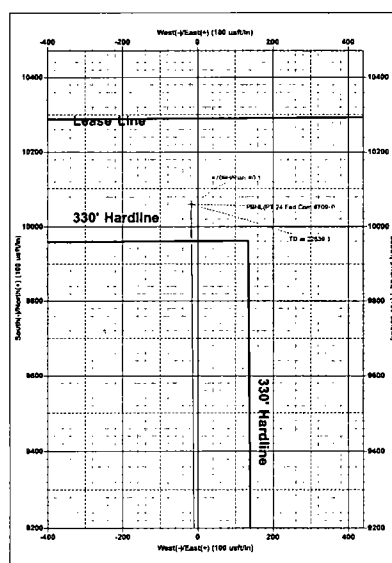 West(-)/East(+) (100 usft/in)
-400 -200 0 200 400
10400 10400
Lease Line
10200 10200
330' Hardline
10000 10000
9800 9800
9600 9600
330' Hardline
9400 9400
9200 9200
South(-)/North(+) (100 usft/in)
-400 -200 0 200 400
West(-)/East(+) (100 usft/in)